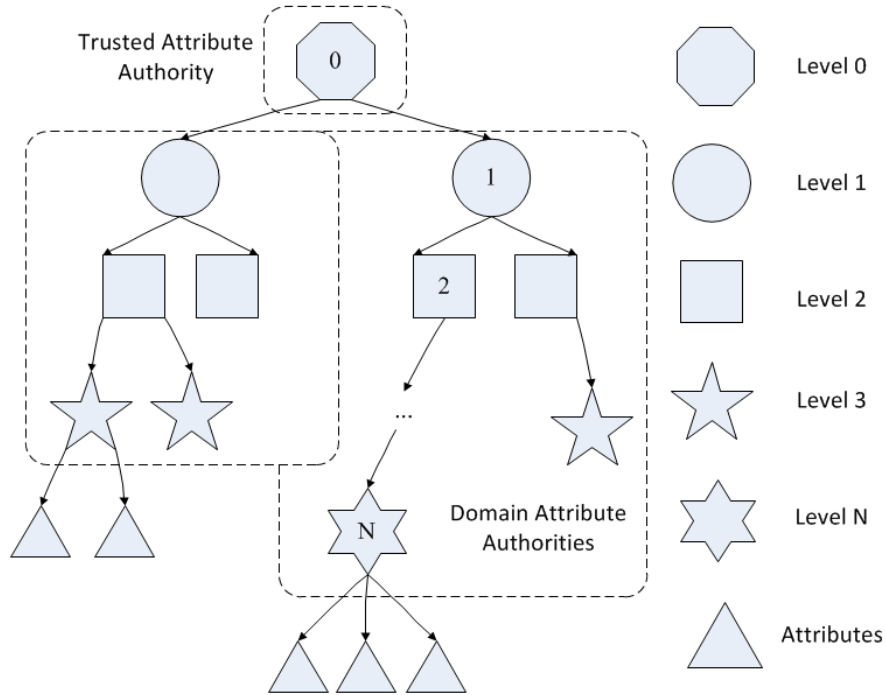 Trusted Attribute
Authority
0
Level 0
1
Level 1
2
Level 2
...
Level 3
N
Domain Attribute
Authorities
Level N
Attributes